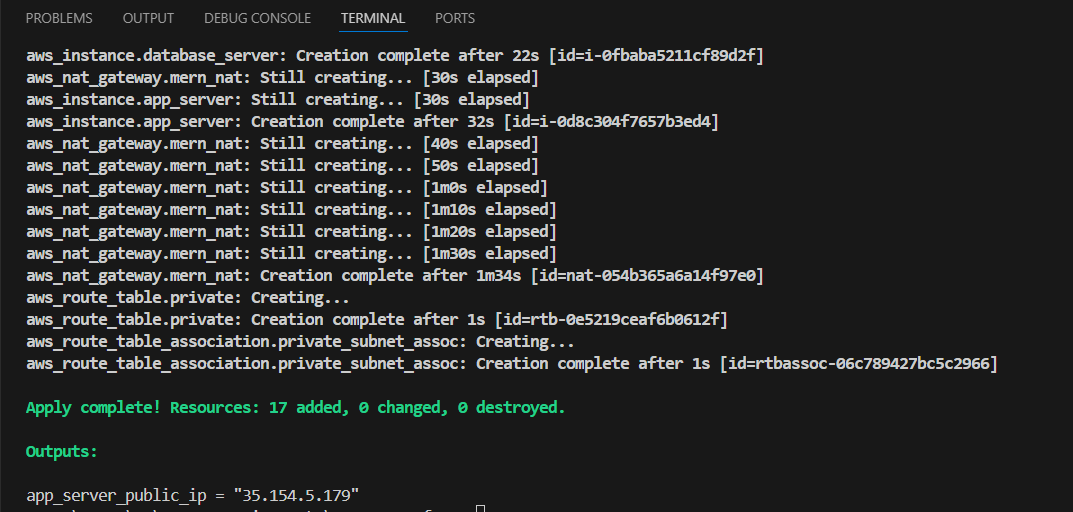 PROBLEMS OUTPUT DEBUG CONSOLE TERMINAL PORTS
aws_instance.database_server: Creation complete after 22s [id=i-0fbaba5211cf89d2f]
aws_nat_gateway.mern_nat: Still creating... [30s elapsed]
aws_instance.app_server: Still creating... [30s elapsed]
aws_instance.app_server: Creation complete after 32s [id=i-0d8c304f7657b3ed4]
aws_nat_gateway.mern_nat: Still creating... [40s elapsed]
aws_nat_gateway.mern_nat: Still creating... [50s elapsed]
aws_nat_gateway.mern_nat: Still creating... [1m0s elapsed]
aws_nat_gateway.mern_nat: Still creating... [1m10s elapsed]
aws_nat_gateway.mern_nat: Still creating... [1m20s elapsed]
aws_nat_gateway.mern_nat: Still creating... [1m30s elapsed]
aws_nat_gateway.mern_nat: Creation complete after 1m34s [id=nat-054b365a6a14f97e0]
aws_route_table.private: Creating...
aws_route_table.private: Creation complete after 1s [id=rtb-0e5219ceaf6b0612f]
aws_route_table_association.private_subnet_assoc: Creating...
aws_route_table_association.private_subnet_assoc: Creation complete after 1s [id=rtbassoc-06c789427bc5c2966]
Apply complete! Resources: 17 added, 0 changed, 0 destroyed.
Outputs:
app_server_public_ip = "35.154.5.179"